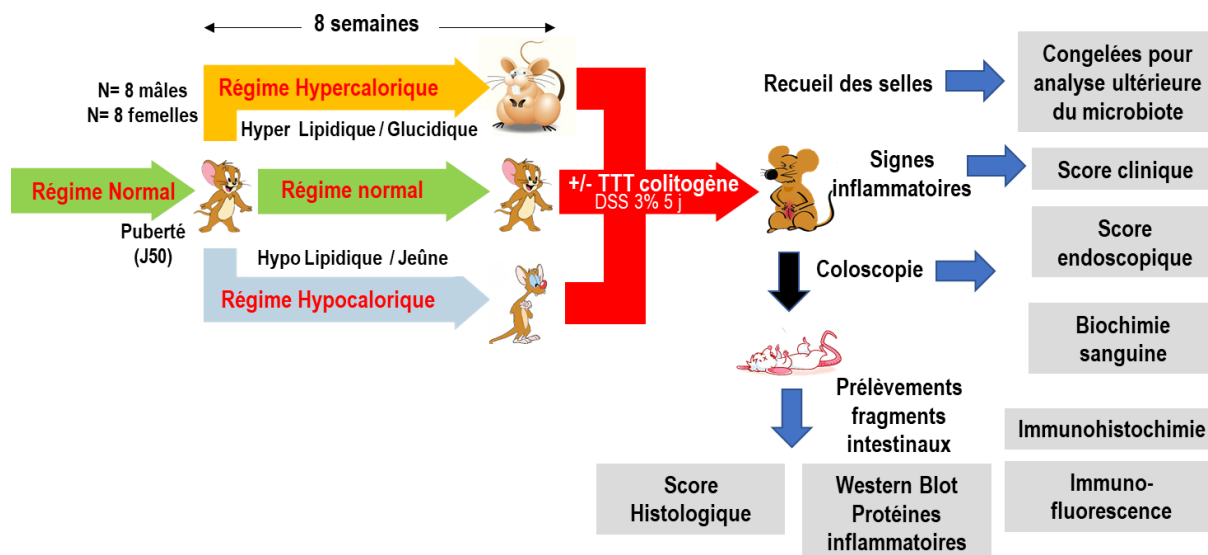 8 semaines
N= 8 mâles
N= 8 femelles
Régime Hypercalorique
Hyper Lipidique / Glucidique
Régime Normal
Puberté
(J50)
Régime normal
Hypo Lipidique / Jeûne
Régime Hypocalorique
+/- TTT colitogène
DSS 3% 5 j
Recueil des selles
Congelées pour
analyse ultérieure
du microbiote
Signes
inflammatoires
Score clinique
Coloscopie
Score
endoscopique
Biochimie
sanguine
Prélèvements
fragments
intestinaux
Immunohistochimie
Score
Histologique
Western Blot
Protéines
inflammatoires
Immuno-
fluorescence